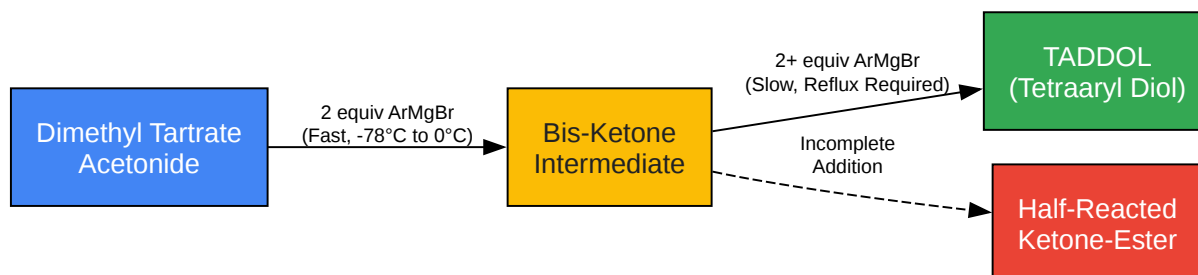 Dimethyl Tartrate
Acetonide
2 equiv ArMgBr
(Fast, -78°C to 0°C)
Bis-Ketone
Intermediate
2+ equiv ArMgBr
(Slow, Reflux Required)
TADDOL
(Tetraaryl Diol)
Incomplete
Addition
Half-Reacted
Ketone-Ester